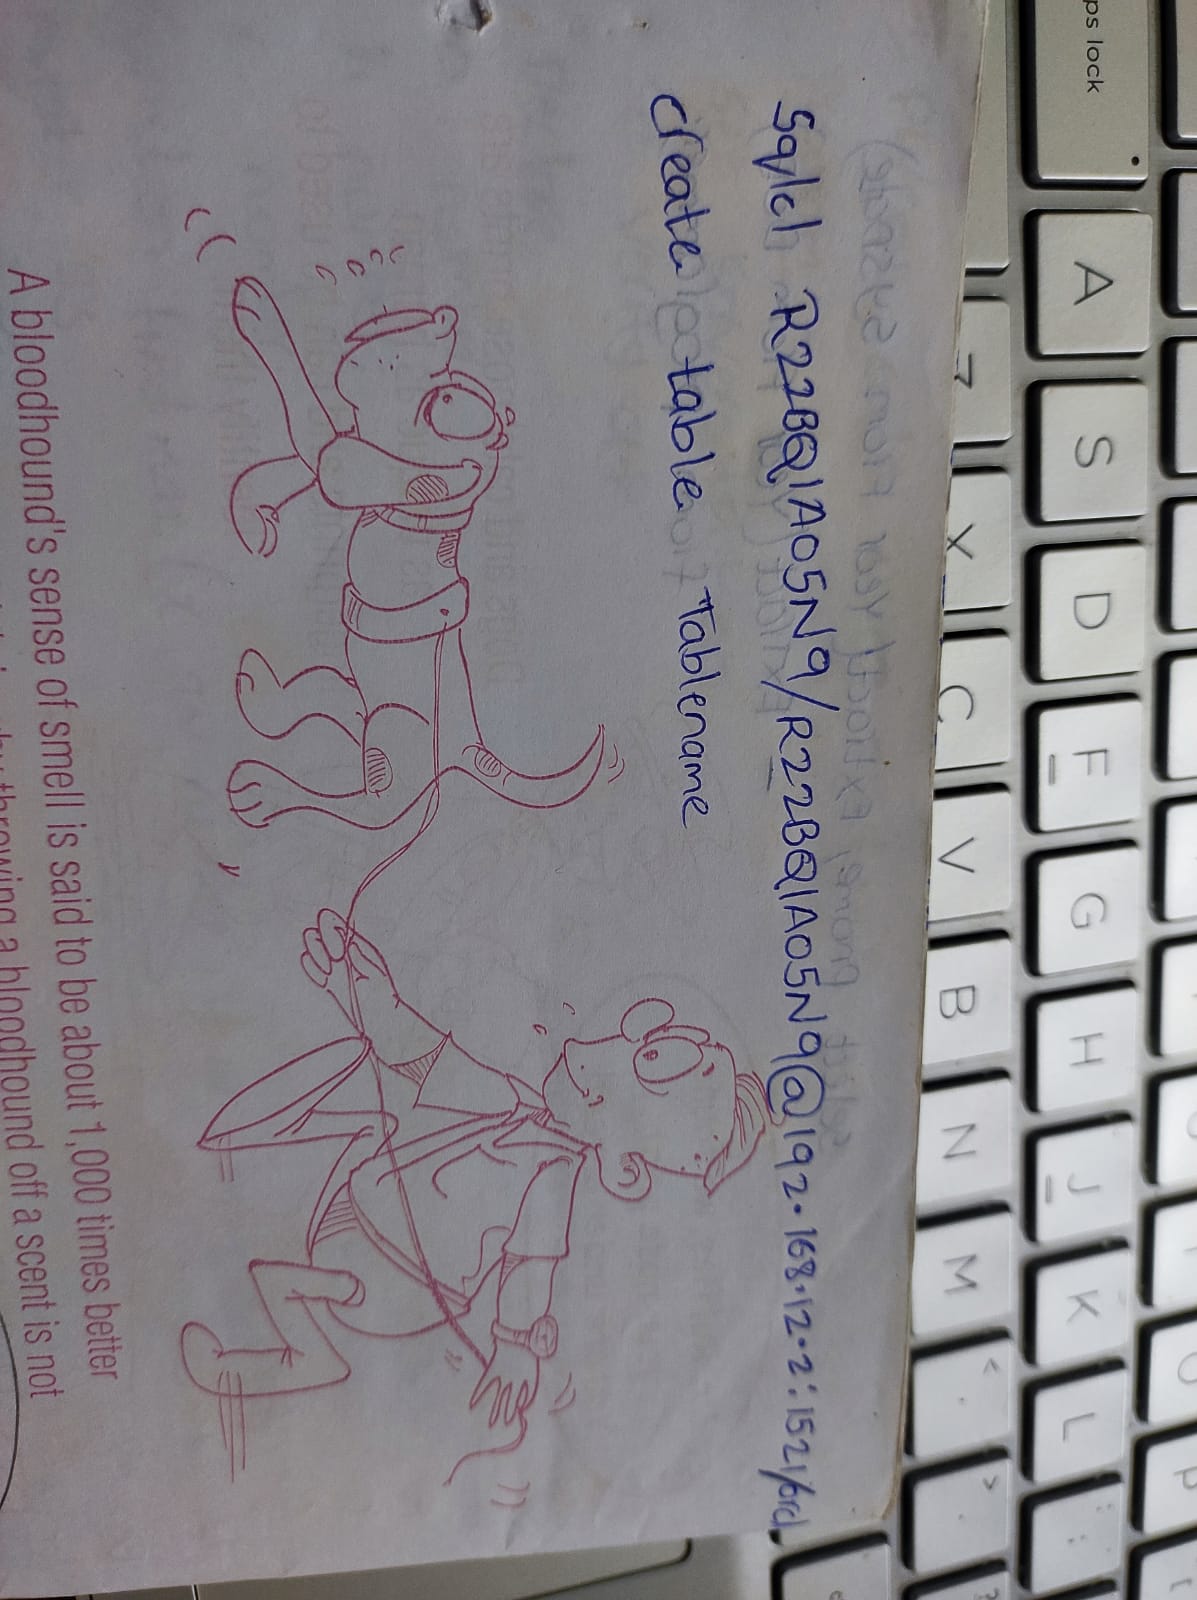 Sqlcl R22BQ1A05N9/R22BQ1A05N9@192.168.12.2:1521/orcl
create table Tablename
A bloodhound's sense of smell is said to be about 1,000 times better
throwing a bloodhound off a scent is not
ps lock
A S D F G H J K L
X C V B N M